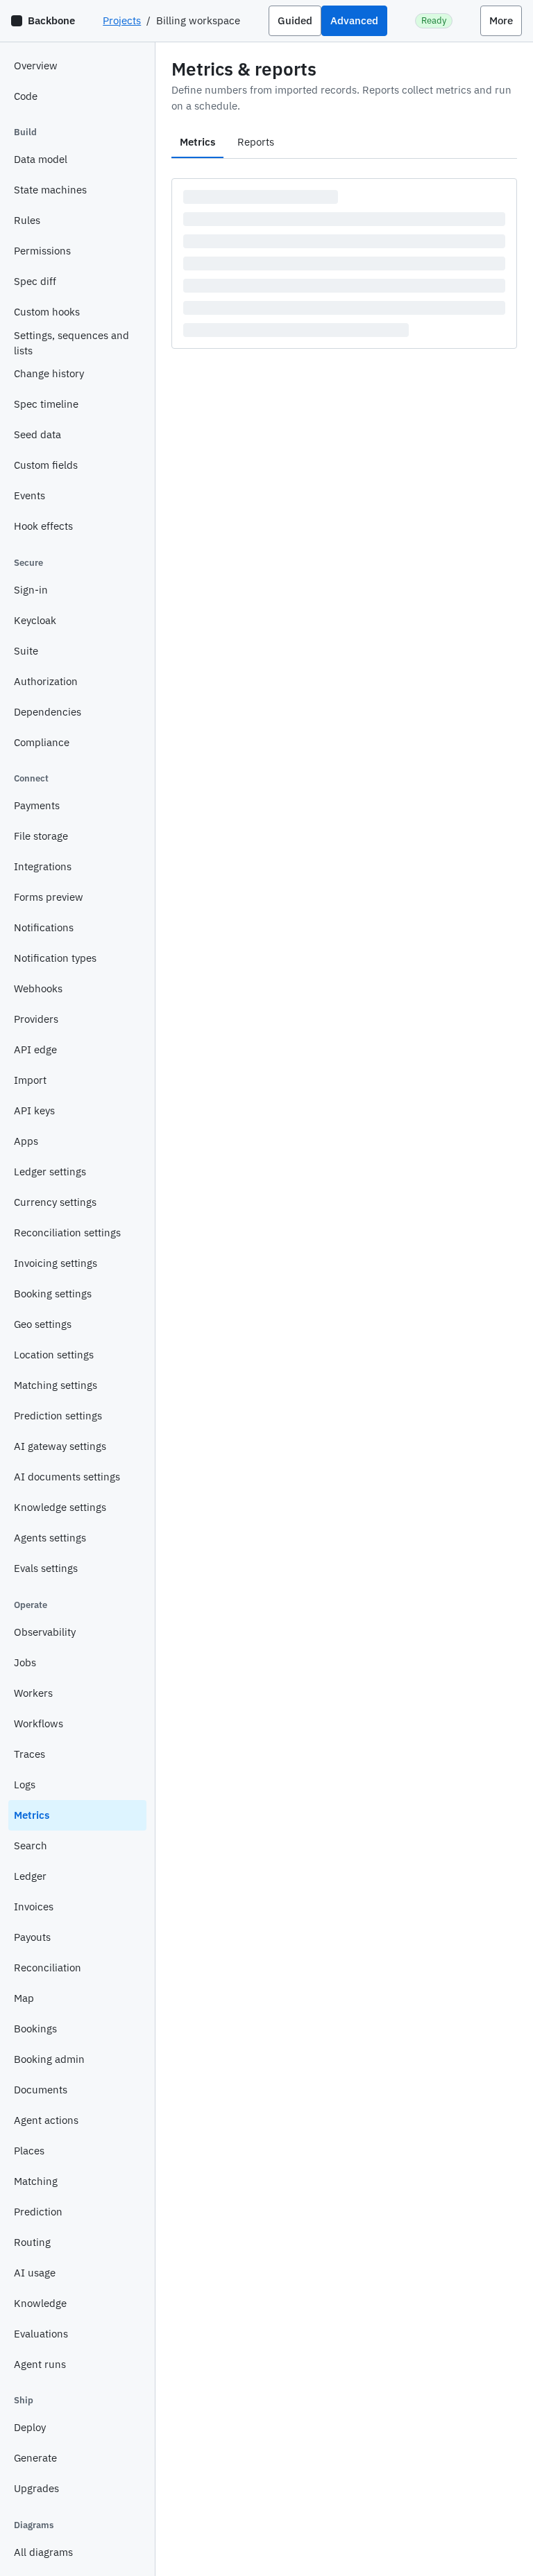 Backbone
Projects / Billing workspace
Guided
Advanced
Ready
More
Overview
Code
Build
Data model
State machines
Rules
Permissions
Spec diff
Custom hooks
Settings, sequences and
lists
Change history
Spec timeline
Seed data
Custom fields
Events
Hook effects
Secure
Sign-in
Keycloak
Suite
Authorization
Dependencies
Compliance
Connect
Payments
File storage
Integrations
Forms preview
Notifications
Notification types
Webhooks
Providers
API edge
Import
API keys
Apps
Ledger settings
Currency settings
Reconciliation settings
Invoicing settings
Booking settings
Geo settings
Location settings
Matching settings
Prediction settings
AI gateway settings
AI documents settings
Knowledge settings
Agents settings
Evals settings
Operate
Observability
Jobs
Workers
Workflows
Traces
Logs
Metrics
Search
Ledger
Invoices
Payouts
Reconciliation
Map
Bookings
Booking admin
Documents
Agent actions
Places
Matching
Prediction
Routing
AI usage
Knowledge
Evaluations
Agent runs
Ship
Deploy
Generate
Upgrades
Diagrams
All diagrams
Metrics & reports
Define numbers from imported records. Reports collect metrics and run
on a schedule.
Metrics
Reports